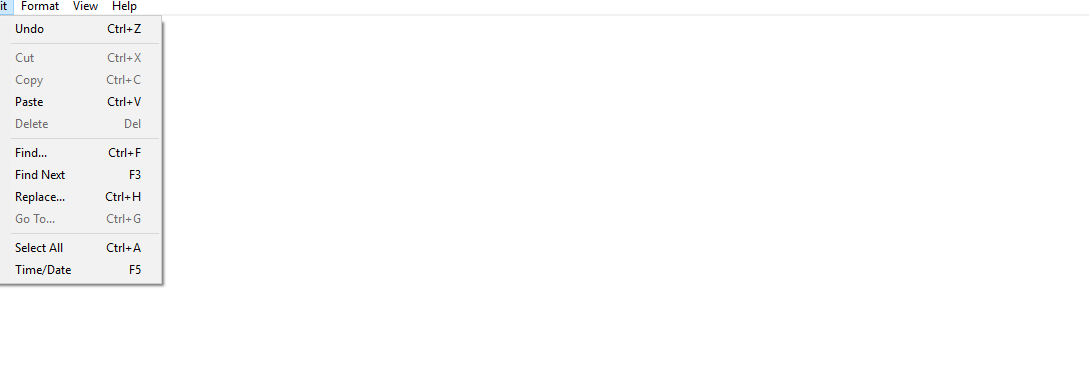 it Format View Help
Undo Ctrl+Z
Cut Ctrl+X
Copy Ctrl+C
Paste Ctrl+V
Delete Del
Find... Ctrl+F
Find Next F3
Replace... Ctrl+H
Go To... Ctrl+G
Select All Ctrl+A
Time/Date F5